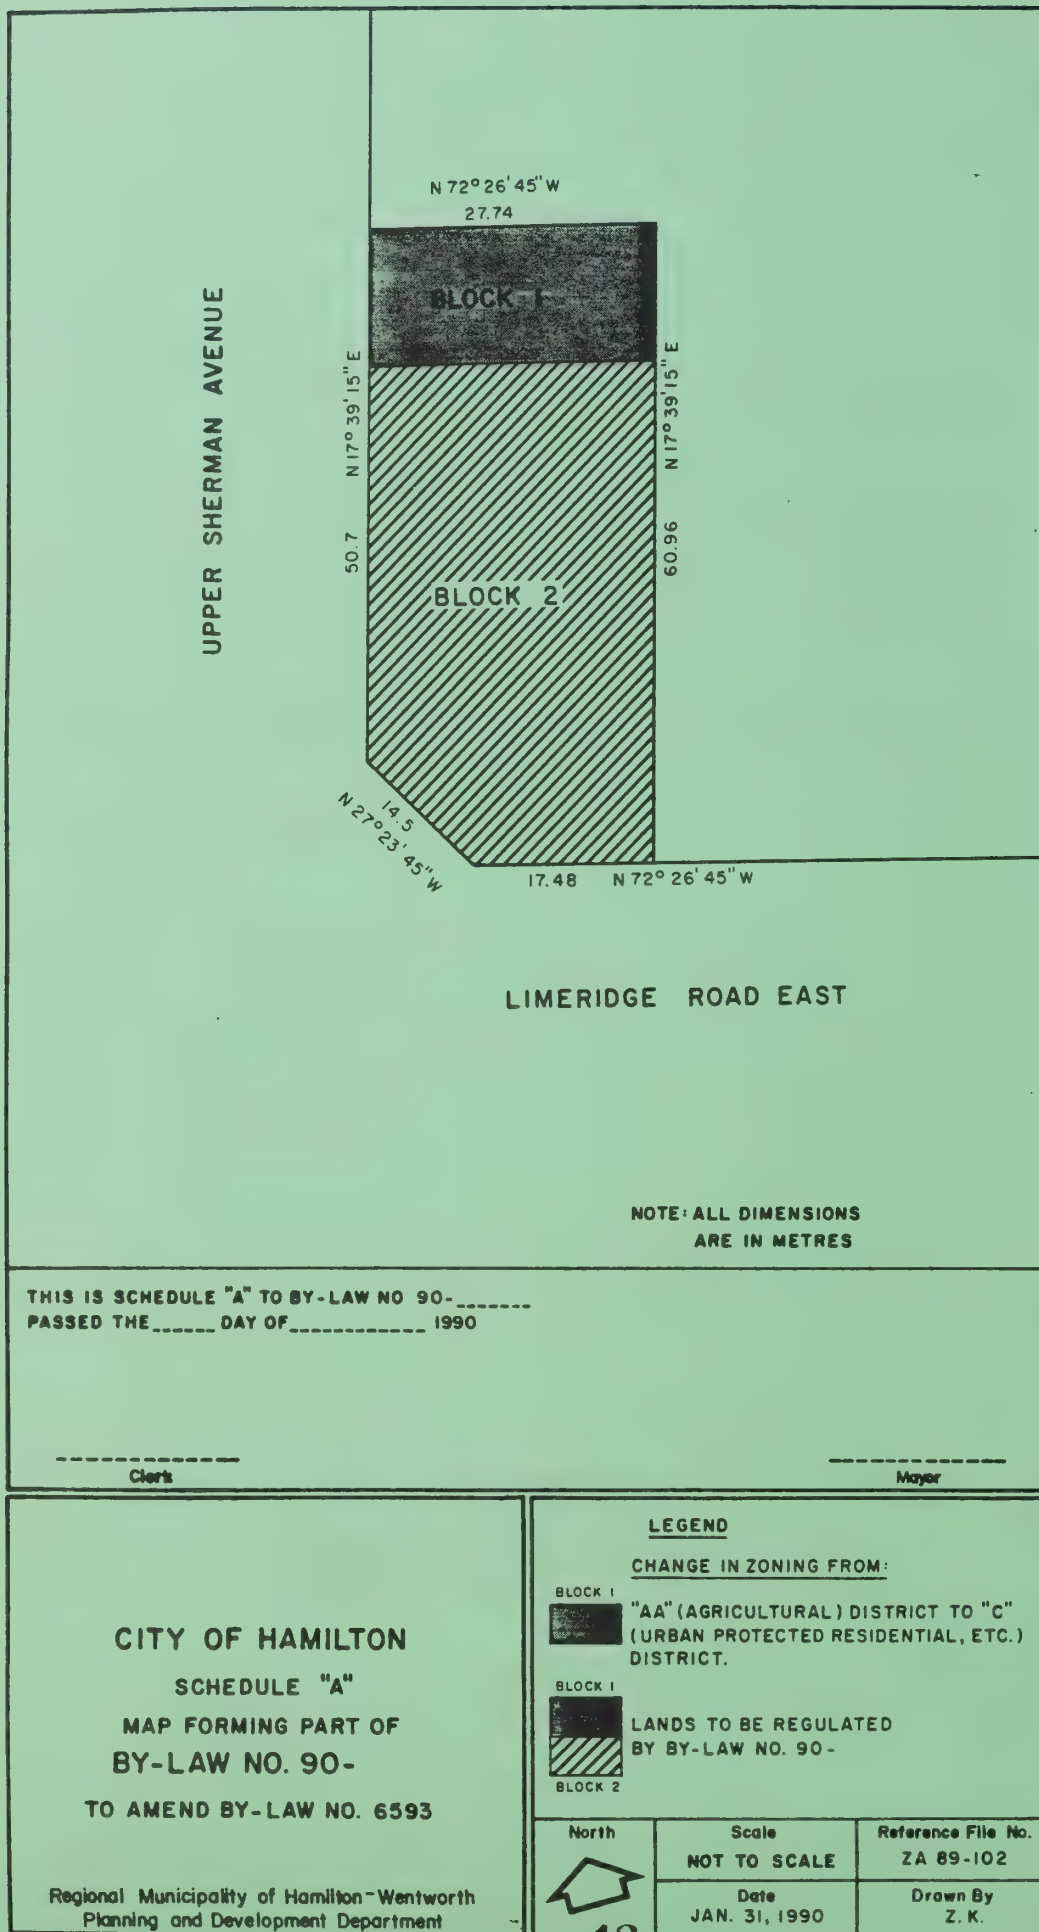 N 72° 26' 45" W
27.74
BLOCK 1
UPPER SHERMAN AVENUE
N 17° 39' 15" E
50.7
N 17° 39' 15" E
60.96
BLOCK 2
14.5
N 27° 23' 45" W
17.48 N 72° 26' 45" W
LIMERIDGE ROAD EAST
NOTE: ALL DIMENSIONS
ARE IN METRES
THIS IS SCHEDULE "A" TO BY-LAW NO 90-_______
PASSED THE______ DAY OF_____________ 1990
Clerk
Mayor
CITY OF HAMILTON
SCHEDULE "A"
MAP FORMING PART OF
BY-LAW NO. 90-
TO AMEND BY-LAW NO. 6593
Regional Municipality of Hamilton-Wentworth
Planning and Development Department
LEGEND
CHANGE IN ZONING FROM:
BLOCK 1
"AA" (AGRICULTURAL) DISTRICT TO "C"
(URBAN PROTECTED RESIDENTIAL, ETC.)
DISTRICT.
BLOCK 1
LANDS TO BE REGULATED
BY BY-LAW NO. 90-
BLOCK 2
North
Scale
NOT TO SCALE
Reference File No.
ZA 89-102
Date
JAN. 31, 1990
Drawn By
Z. K.